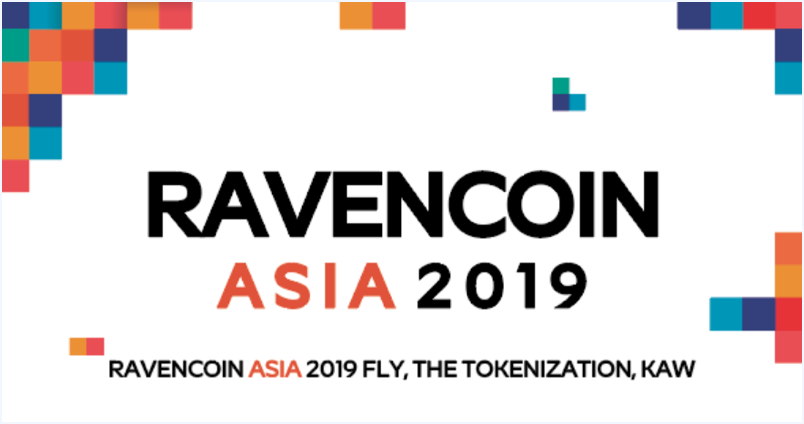 RAVENCOIN
ASIA 2019
RAVENCOIN ASIA 2019 FLY, THE TOKENIZATION, KAW